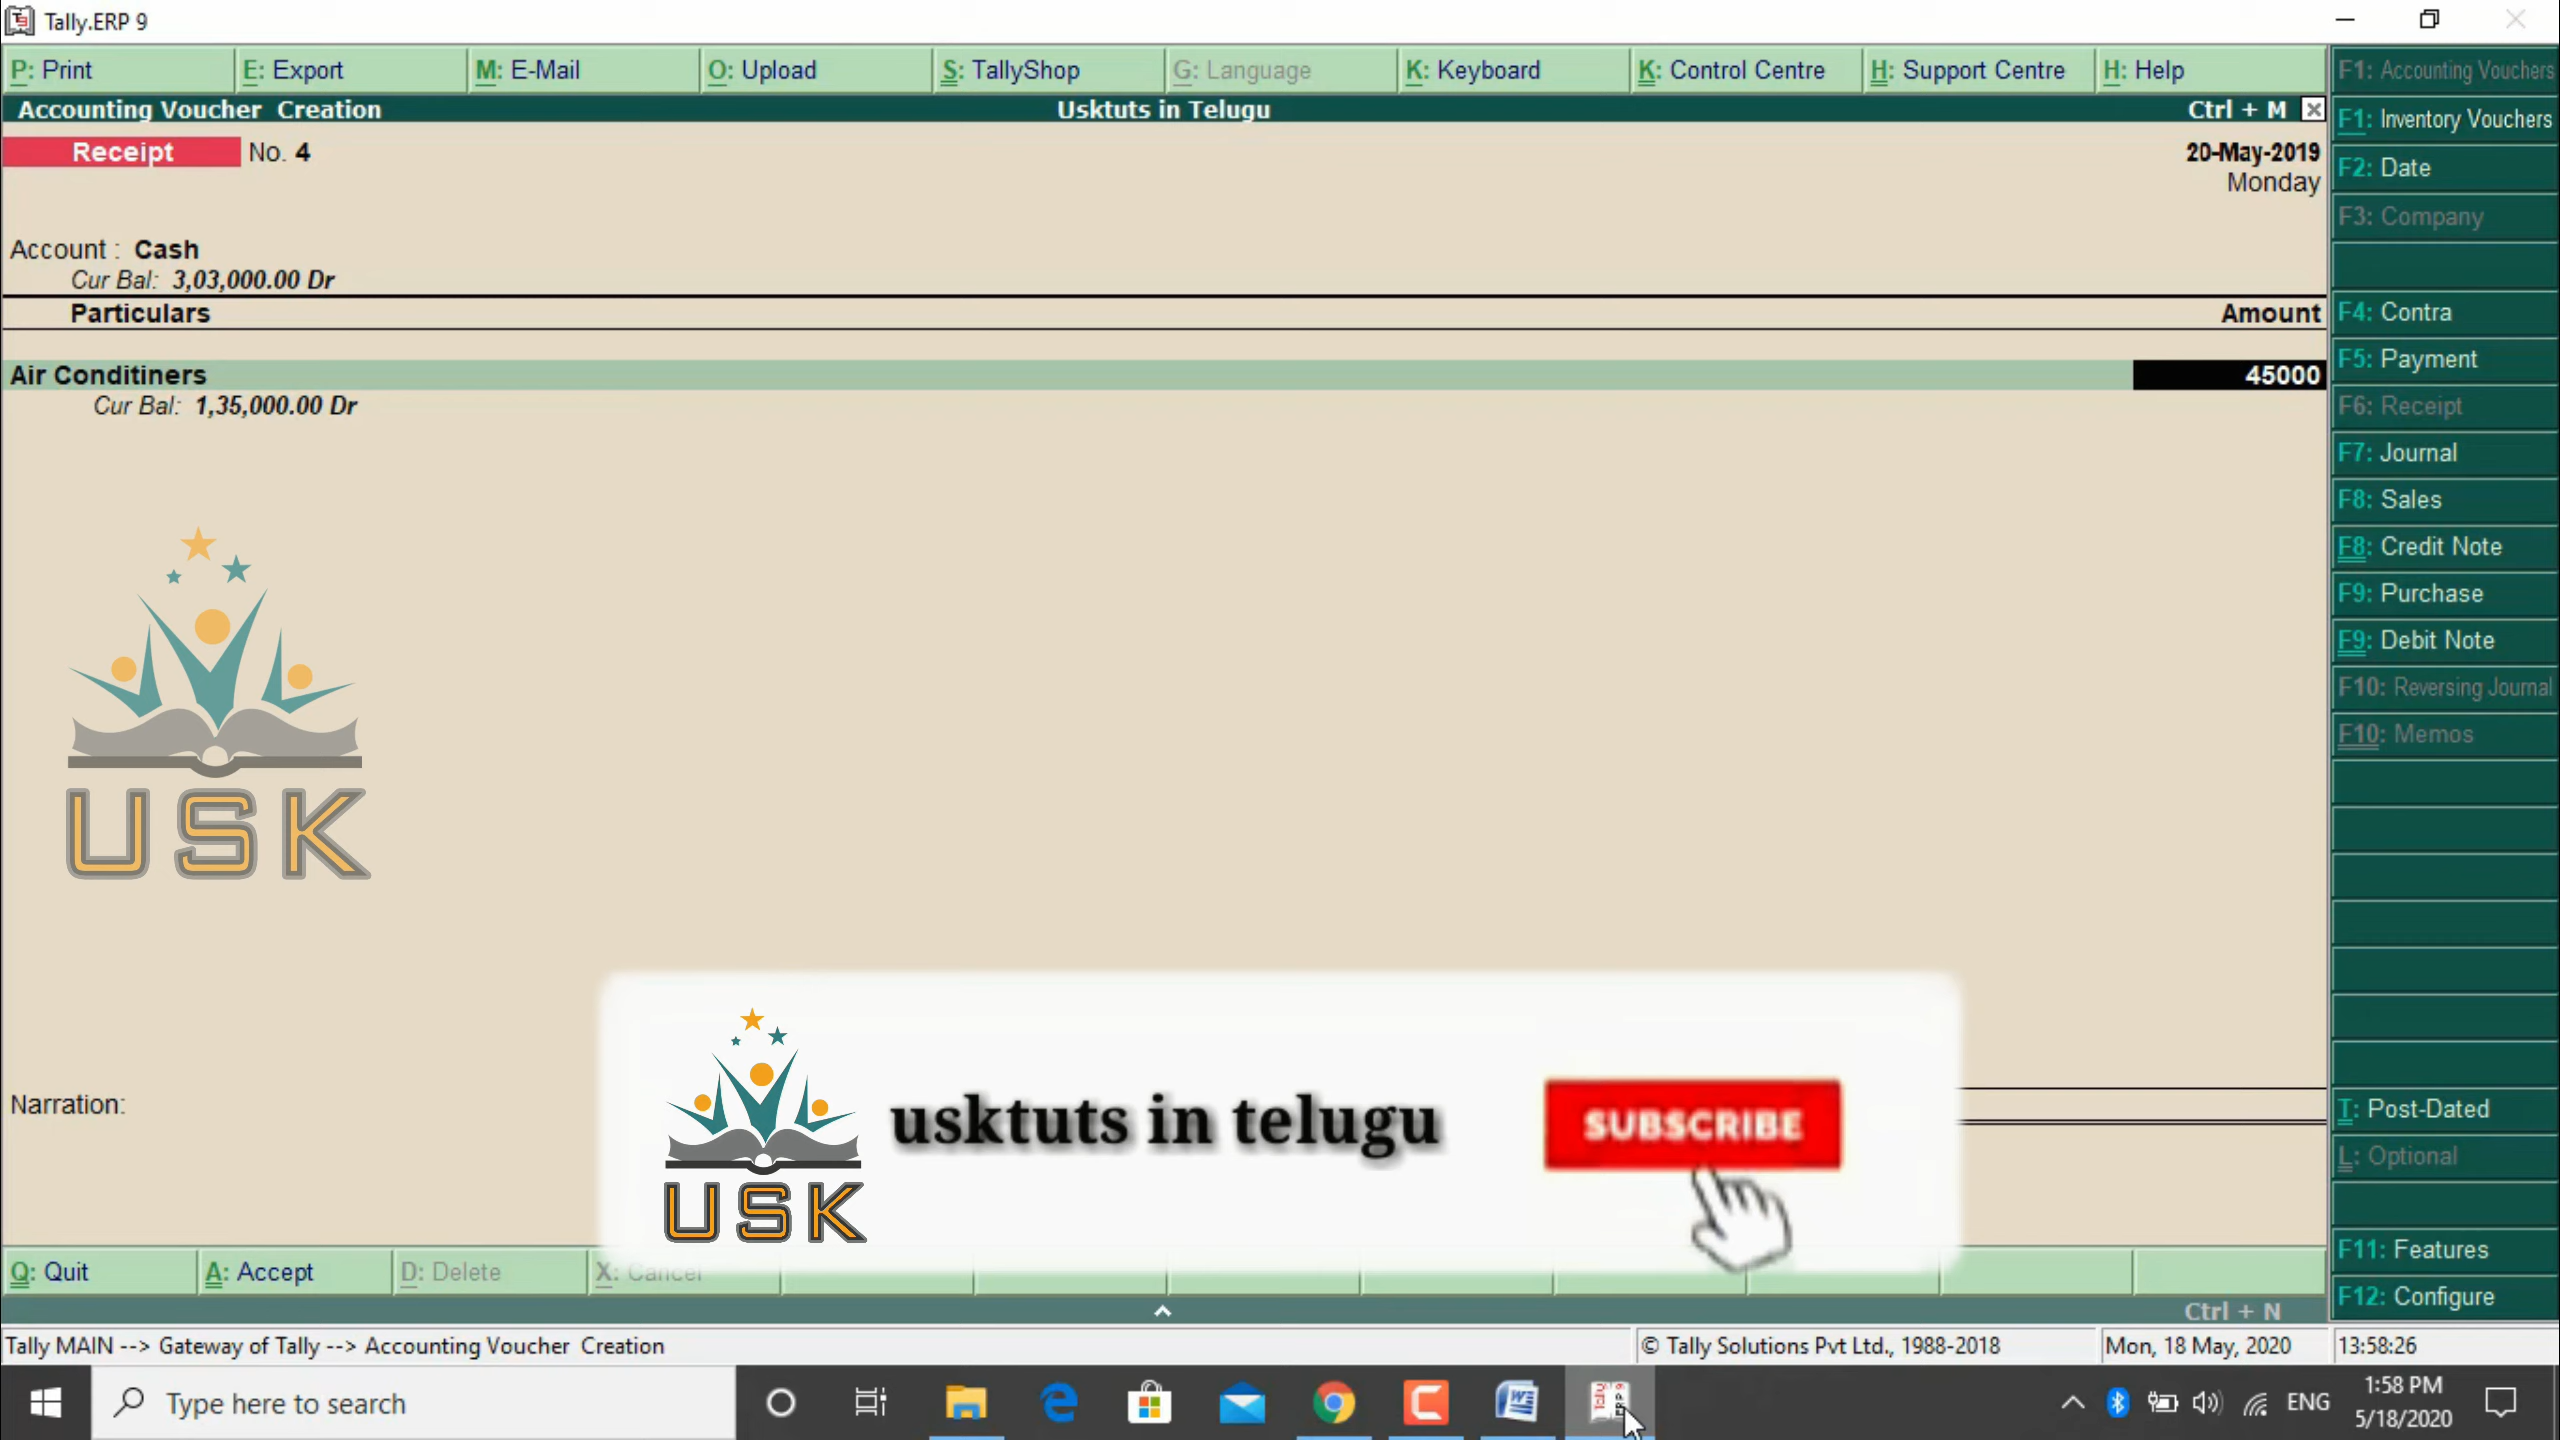 Tally.ERP 9
P: Print E: Export M: E-Mail O: Upload S: TallyShop G: Language K: Keyboard K: Control Centre H: Support Centre H: Help
F1: Accounting Vouchers
Accounting Voucher Creation Usktuts in Telugu Ctrl + M
F1: Inventory Vouchers
Receipt No. 4 20-May-2019
F2: Date
Monday
F3: Company
Account : Cash
Cur Bal: 3,03,000.00 Dr
Particulars Amount
F4: Contra
F5: Payment
Air Conditiners 45000
Cur Bal: 1,35,000.00 Dr
F6: Receipt
F7: Journal
F8: Sales
F8: Credit Note
F9: Purchase
F9: Debit Note
F10: Reversing Journal
F10: Memos
USK
Narration:
usktuts in telugu
SUBSCRIBE
USK
T: Post-Dated
L: Optional
F11: Features
Q: Quit A: Accept D: Delete X: Cancel
F12: Configure
Ctrl + N
Tally MAIN --> Gateway of Tally --> Accounting Voucher Creation © Tally Solutions Pvt Ltd., 1988-2018 Mon, 18 May, 2020 13:58:26
Type here to search ENG 1:58 PM
5/18/2020